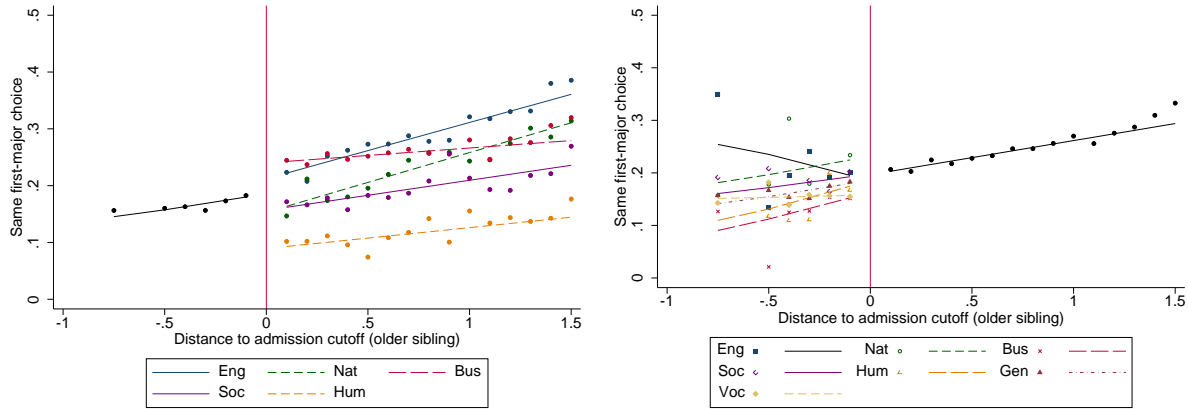 Same first-major choice
.5
.4
.3
.2
.1
0
-1 -.5 0 .5 1 1.5
Distance to admission cutoff (older sibling)
Eng Nat Bus
Soc Hum
Same first-major choice
.5
.4
.3
.2
.1
0
-1 -.5 0 .5 1 1.5
Distance to admission cutoff (older sibling)
Eng Nat Bus
Soc Hum Gen
Voc